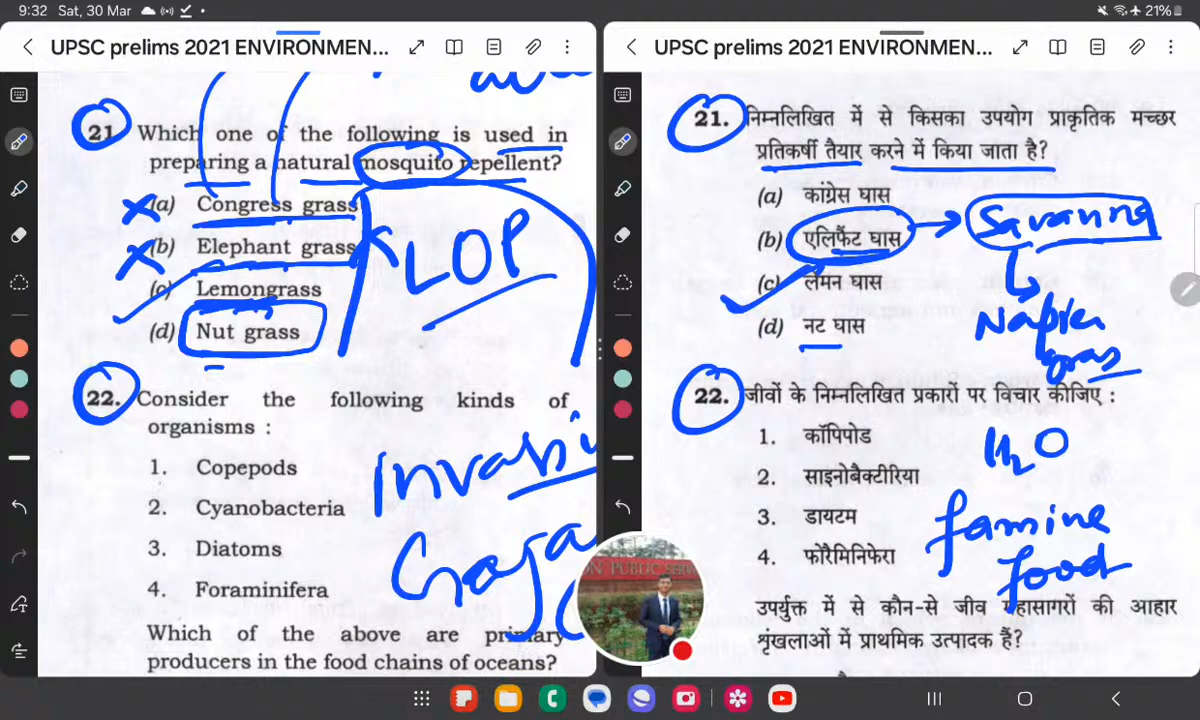 9:32 Sat, 30 Mar
21%
UPSC prelims 2021 ENVIRONMEN...
21. Which one of the following is used in
preparing a natural mosquito repellent?
(a) Congress grass
(b) Elephant grass
(c) Lemongrass
(d) Nut grass
KLOP
22. Consider the following kinds of
organisms :
1. Copepods
2. Cyanobacteria
3. Diatoms
4. Foraminifera
Which of the above are primary
producers in the food chains of oceans?
UPSC prelims 2021 ENVIRONMEN...
21. निम्नलिखित में से किसका उपयोग प्राकृतिक मच्छर
प्रतिकर्षी तैयार करने में किया जाता है?
(a) कांग्रेस घास
(b) एलिफैंट घास
(c) लेमन घास
(d) नट घास
Savanna
Napier
grass
22. जीवों के निम्नलिखित प्रकारों पर विचार कीजिए :
1. कॉपिपोड
2. साइनोबैक्टीरिया
3. डायटम
4. फोरैमिनिफेरा
H2O
famine
food
उपर्युक्त में से कौन-से जीव महासागरों की आहार
शृंखलाओं में प्राथमिक उत्पादक हैं?
ON PUBLIC SER